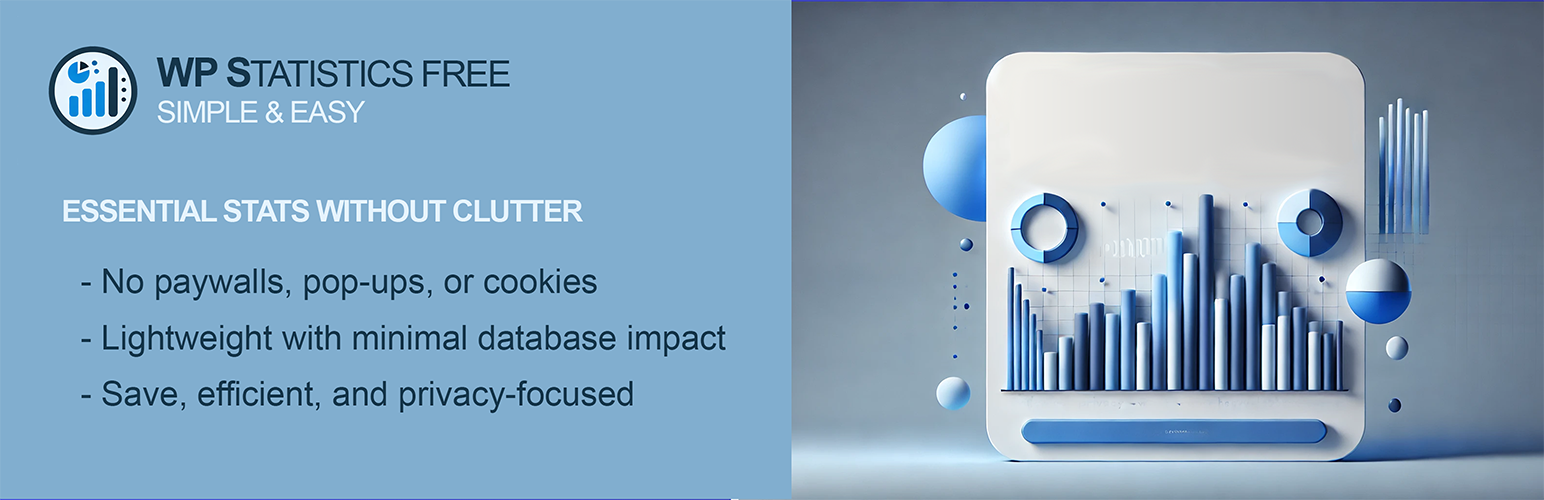 WP STATISTICS FREE
SIMPLE & EASY
ESSENTIAL STATS WITHOUT CLUTTER
- No paywalls, pop-ups, or cookies
- Lightweight with minimal database impact
- Save, efficient, and privacy-focused